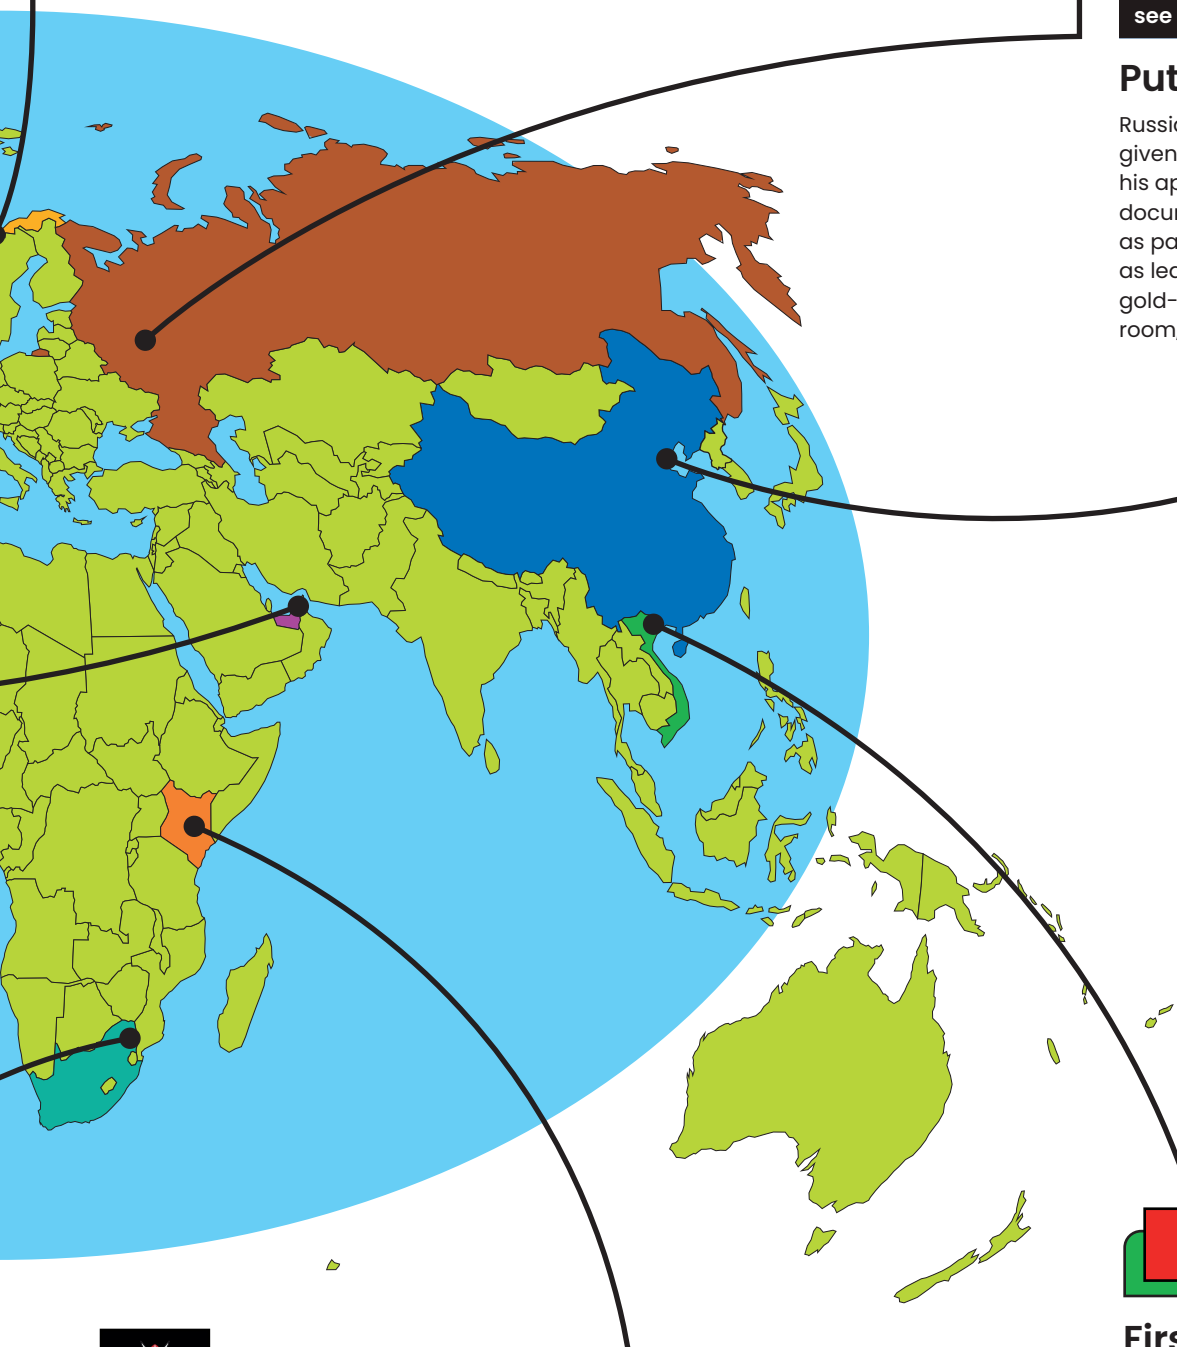 see
Put
Russia
given
his ap
docu
as pa
as lea
gold-
room,
Firs